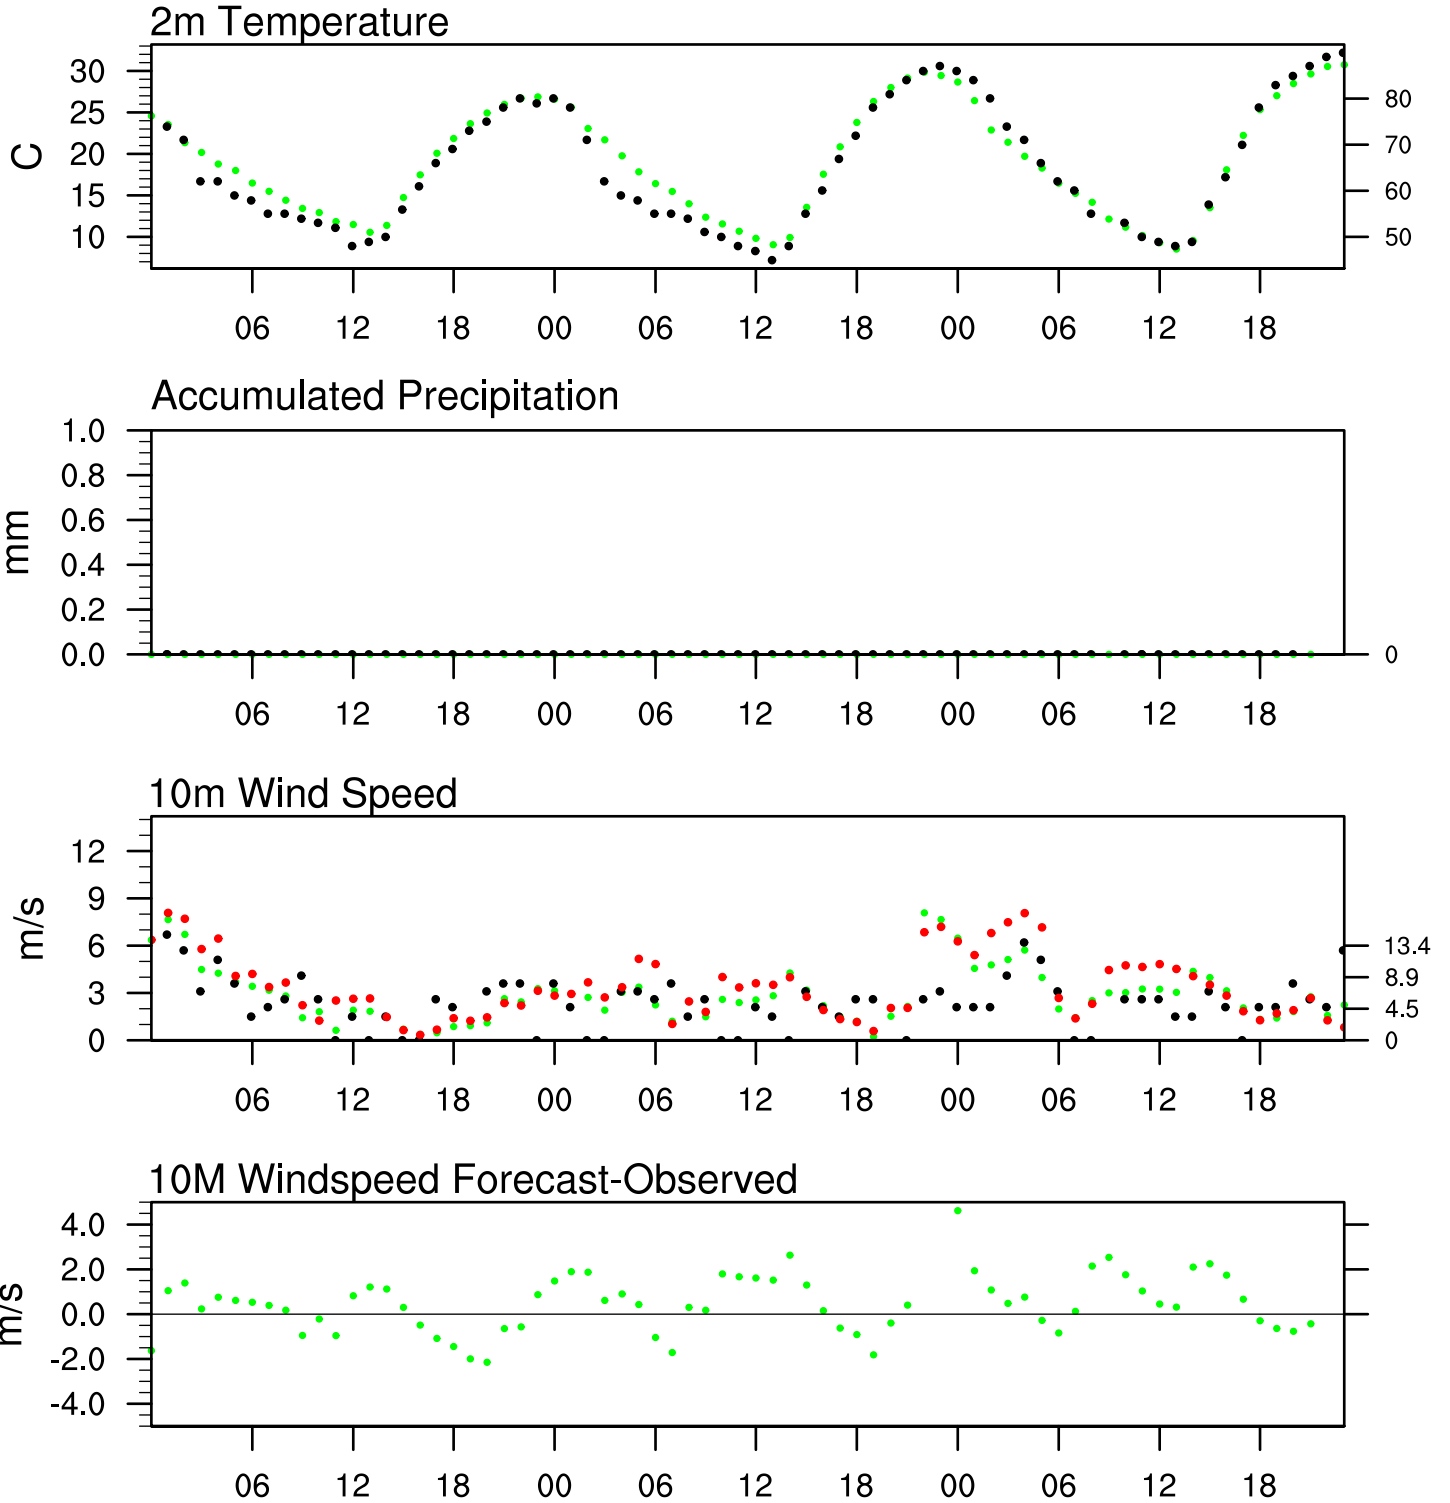 2m Temperature
C
30
25
20
15
10
80
70
60
50
06 12 18 00 06 12 18 00 06 12 18
Accumulated Precipitation
mm
1.0
0.8
0.6
0.4
0.2
0.0
0
06 12 18 00 06 12 18 00 06 12 18
10m Wind Speed
m/s
12
9
6
3
0
13.4
8.9
4.5
0
06 12 18 00 06 12 18 00 06 12 18
10M Windspeed Forecast-Observed
m/s
4.0
2.0
0.0
-2.0
-4.0
06 12 18 00 06 12 18 00 06 12 18